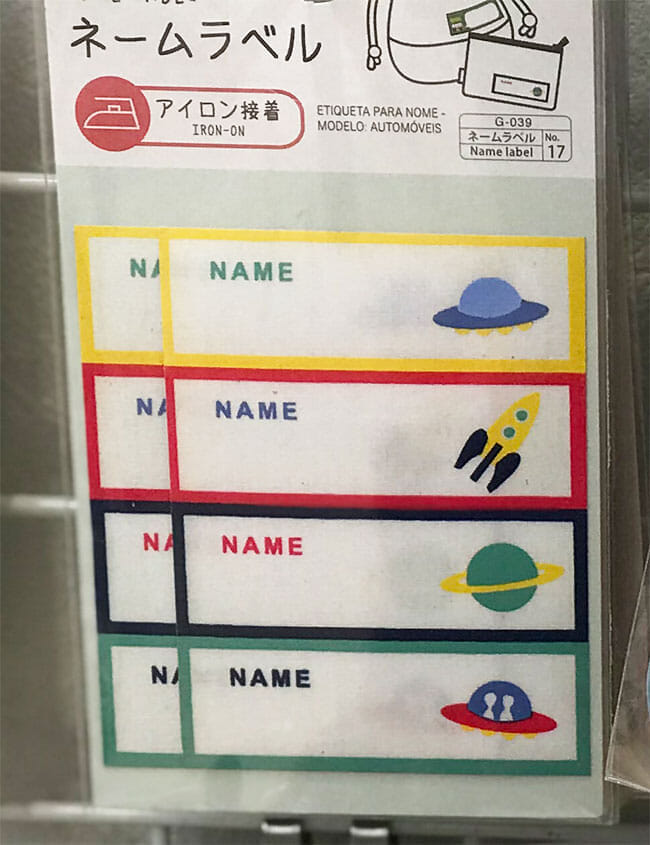 ネームラベル
アイロン接着
IRON-ON
ETIQUETA PARA NOME -
MODELO: AUTOMÓVEIS
G-039
ネームラベル
Name label
No.
17
NA
NAME
NA
NAME
NA
NAME
NA
NAME